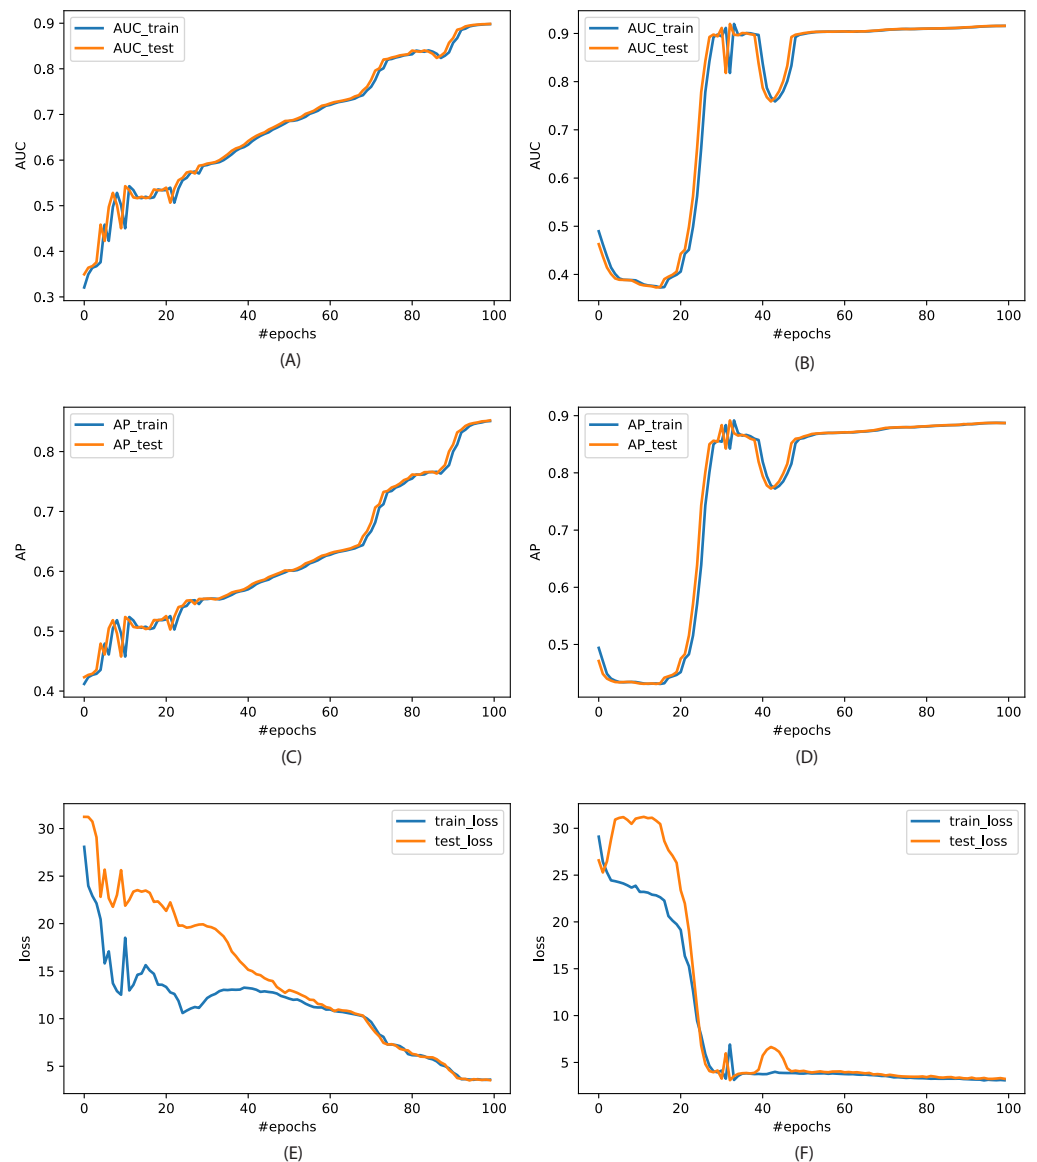 AUC_train
AUC_test
0.9
0.8
0.7
0.6
0.5
0.4
0.3
AUC
0 20 40 60 80 100
#epochs
(A)
AUC_train
AUC_test
0.9
0.8
0.7
0.6
0.5
0.4
AUC
0 20 40 60 80 100
#epochs
(B)
AP_train
AP_test
0.8
0.7
0.6
0.5
0.4
AP
0 20 40 60 80 100
#epochs
(C)
AP_train
AP_test
0.9
0.8
0.7
0.6
0.5
AP
0 20 40 60 80 100
#epochs
(D)
train_loss
test_loss
30
25
20
15
10
5
loss
0 20 40 60 80 100
#epochs
(E)
train_loss
test_loss
30
25
20
15
10
5
loss
0 20 40 60 80 100
#epochs
(F)